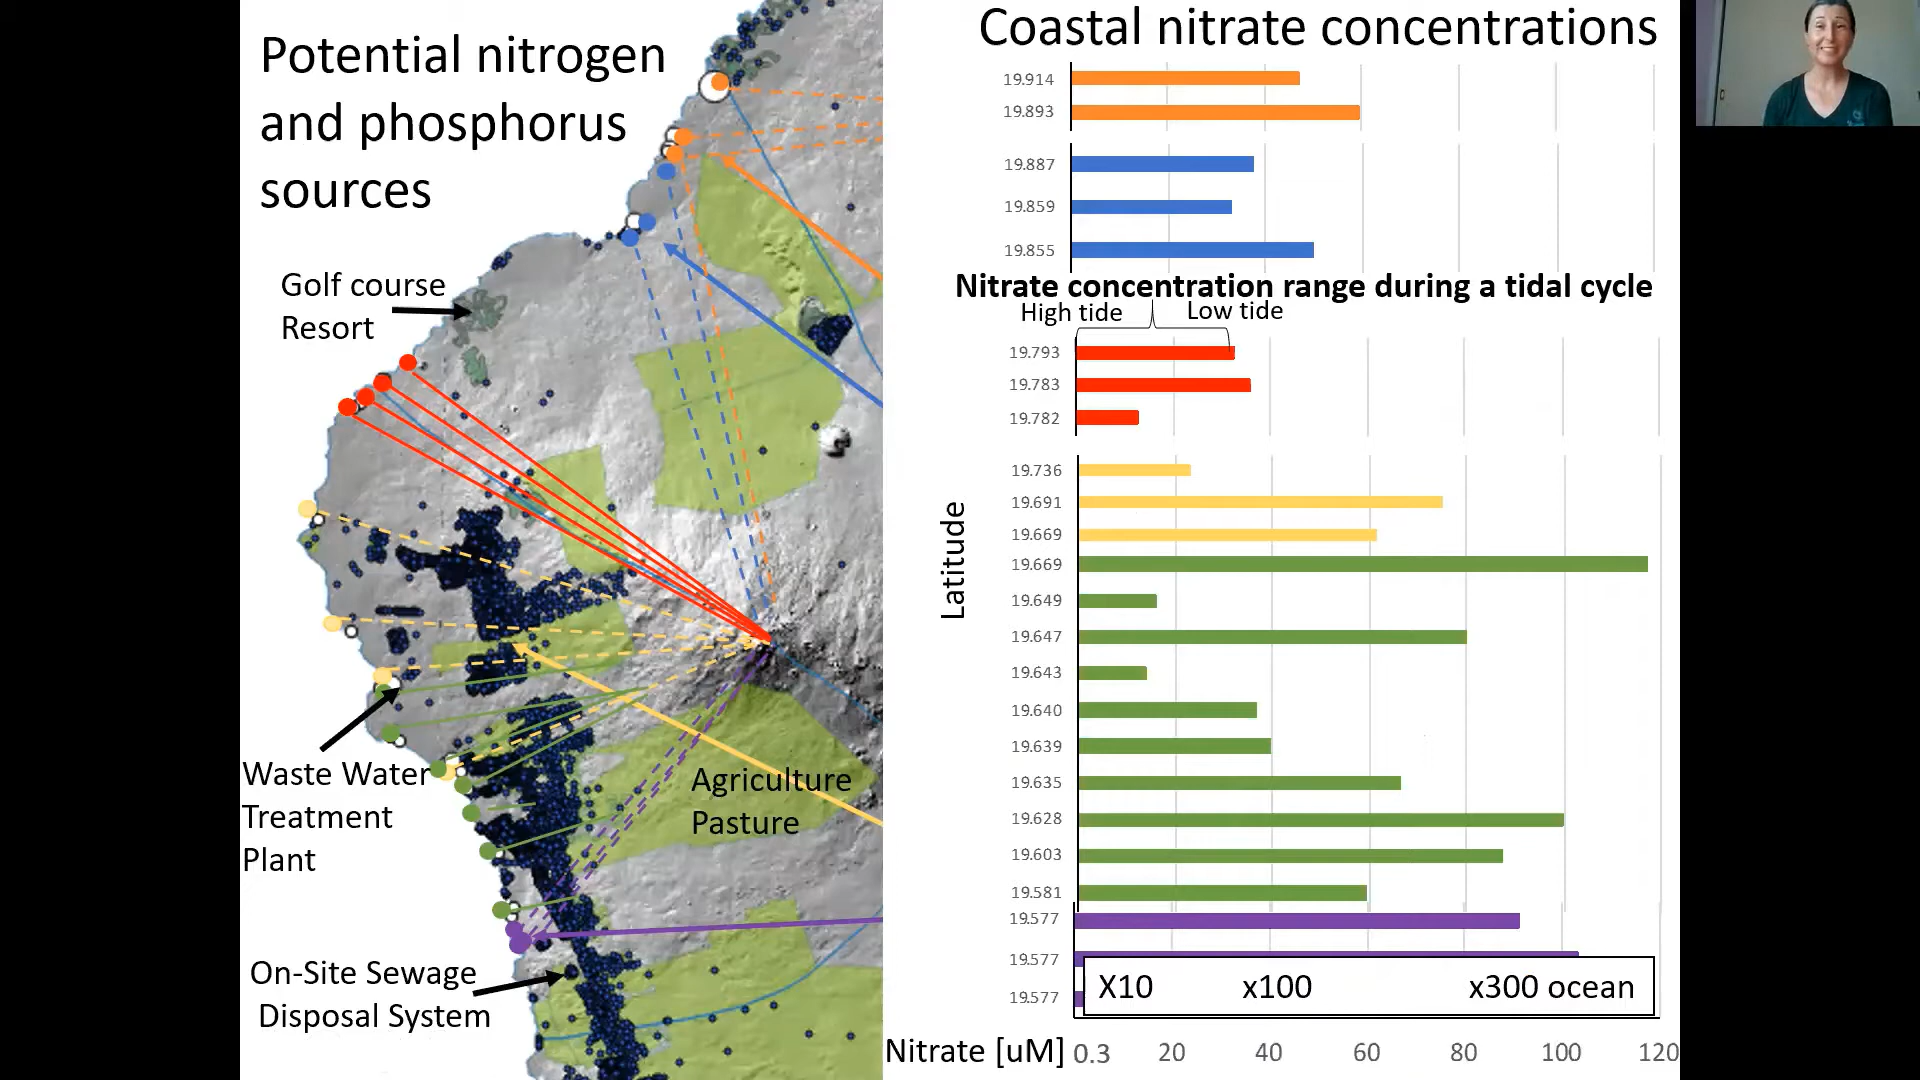 Potential nitrogen
and phosphorus
sources
Golf course
Resort
Waste Water
Treatment
Plant
Agriculture
Pasture
On-Site Sewage
Disposal System
Coastal nitrate concentrations
19.914
19.893
19.887
19.859
19.855
Nitrate concentration range during a tidal cycle
High tide
Low tide
19.793
19.783
19.782
Latitude
19.736
19.691
19.669
19.669
19.649
19.647
19.643
19.640
19.639
19.635
19.628
19.603
19.581
19.577
19.577
19.577
X10 x100 x300 ocean
Nitrate [uM] 0.3 20 40 60 80 100 120